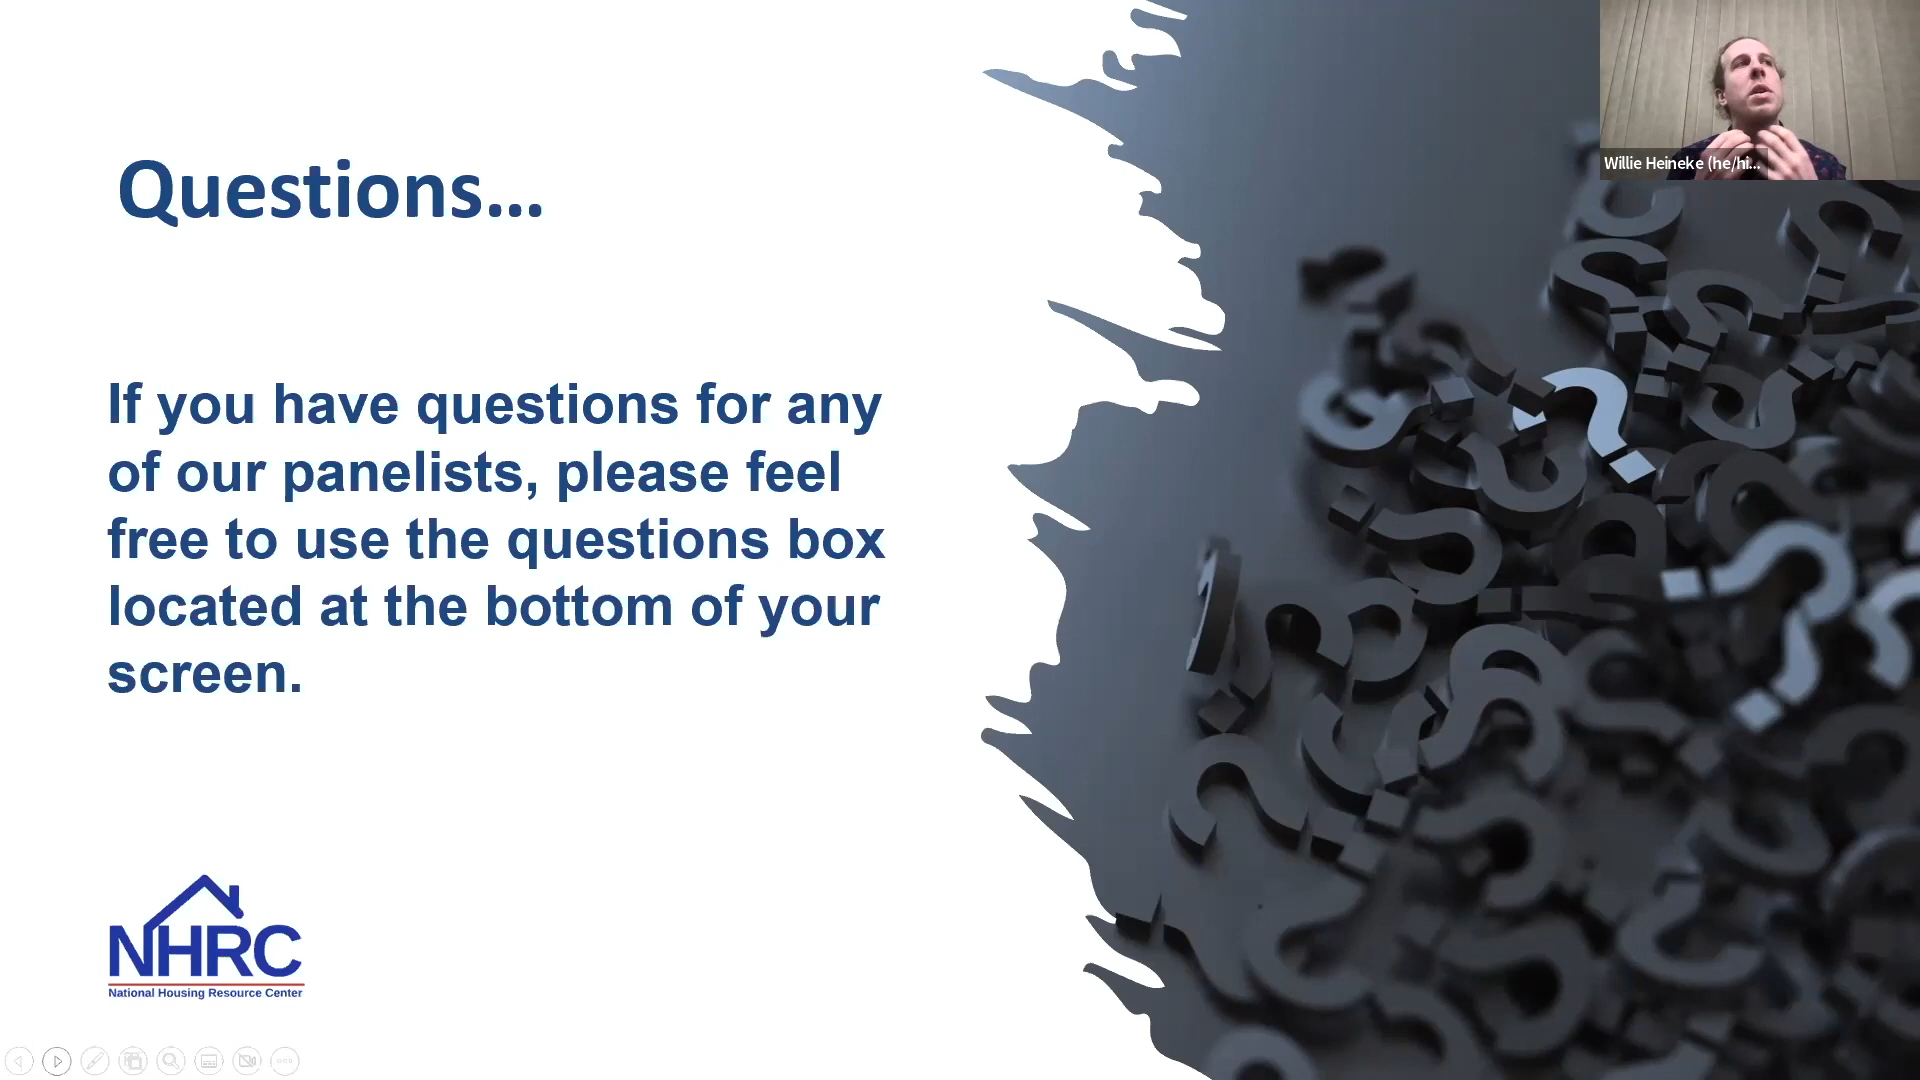 Willie Heineke (he/hi...
Questions...
If you have questions for any
of our panelists, please feel
free to use the questions box
located at the bottom of your
screen.
NHRC
National Housing Resource Center